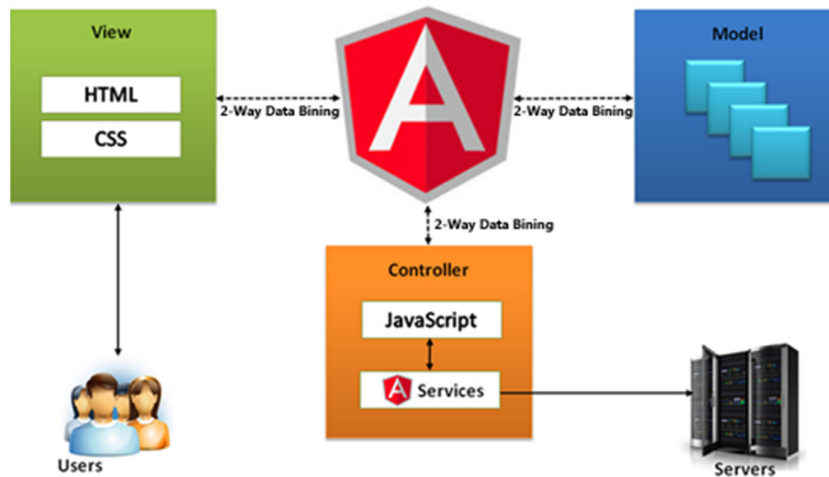 View
HTML
CSS
2-Way Data Bining
A
2-Way Data Bining
Model
2-Way Data Bining
Controller
JavaScript
A Services
Users
Servers